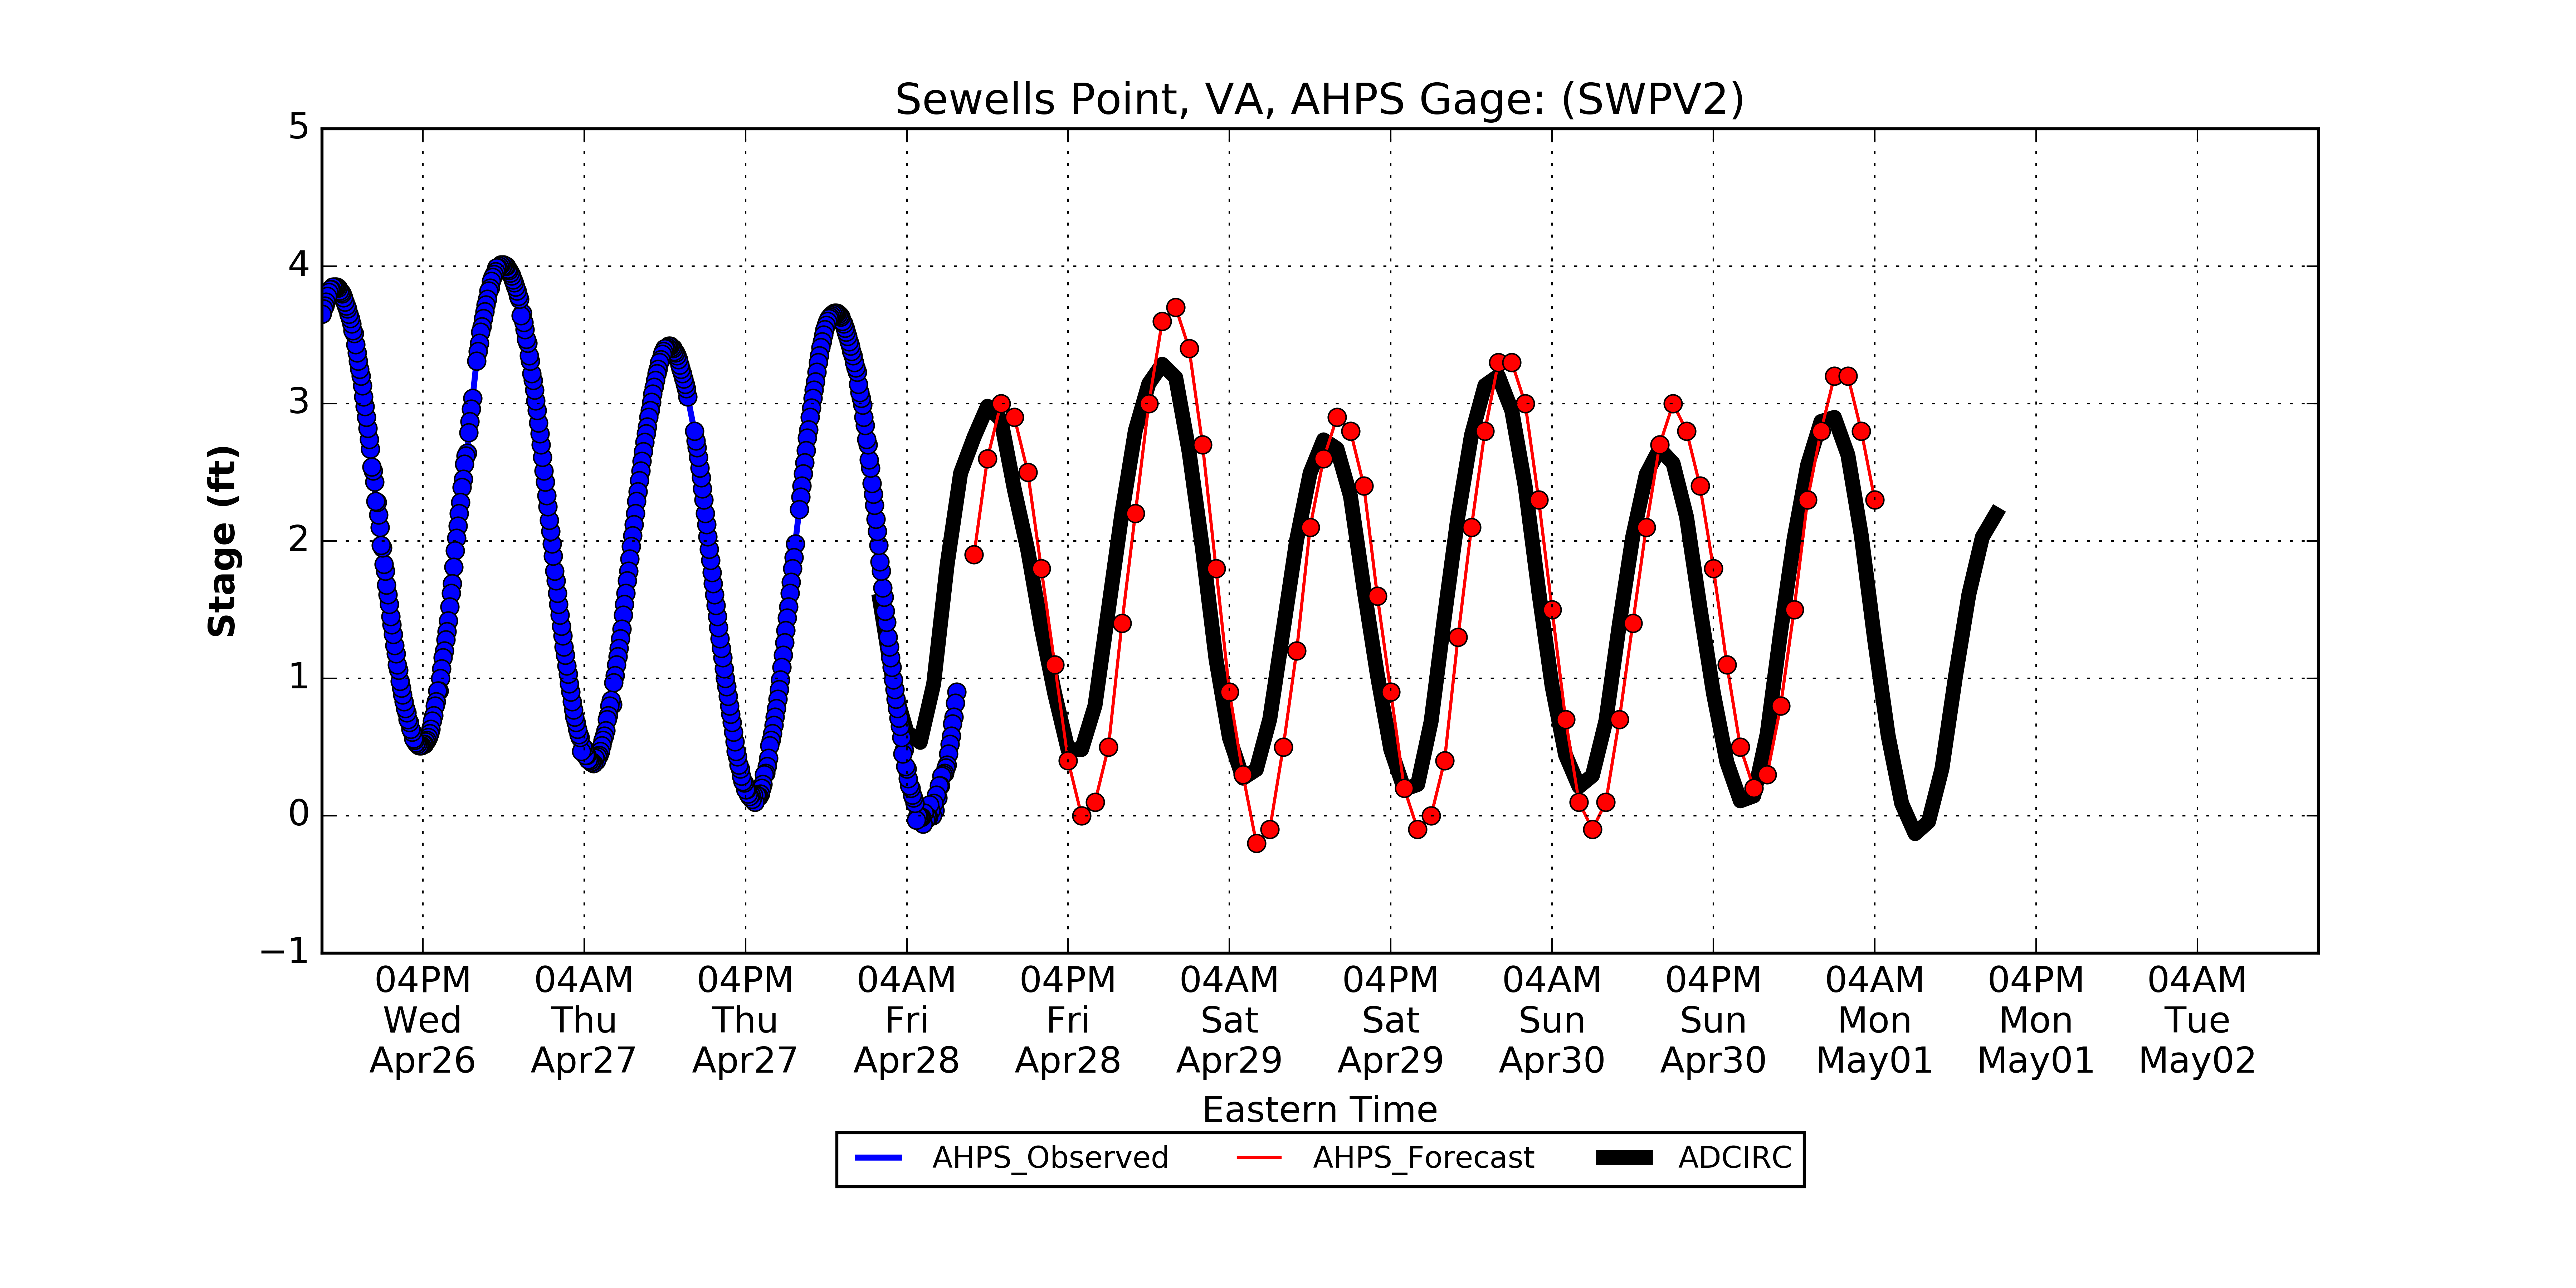 Sewells Point, VA, AHPS Gage: (SWPV2)
Stage (ft)
5
4
3
2
1
0
−1
04PM 04AM 04PM 04AM 04PM 04AM 04PM 04AM 04PM 04AM 04PM 04AM
Wed Thu Thu Fri Fri Sat Sat Sun Sun Mon Mon Tue
Apr26 Apr27 Apr27 Apr28 Apr28 Apr29 Apr29 Apr30 Apr30 May01 May01 May02
Eastern Time
AHPS_Observed AHPS_Forecast ADCIRC